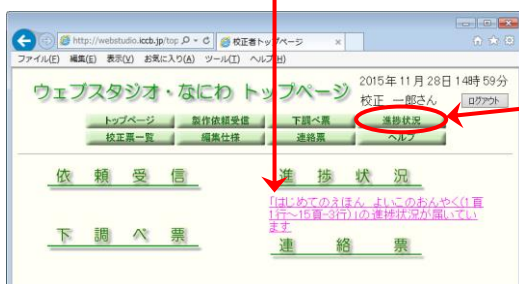 http://webstudio.iccb.jp/top
校正者トップページ
ファイル(F) 編集(E) 表示(V) お気に入り(A) ツール(T) ヘルプ(H)
ウェブスタジオ・なにわ トップページ
2015年11月28日 14時59分
校正 一郎さん ログアウト
トップページ 製作依頼受信 下調べ票 進捗状況
校正票一覧 編集仕様 連絡票 ヘルプ
依頼受信 進捗状況
「はじめてのえほん よいこのおんやく(1頁
1行～15頁-3行)」の進捗状況が届いてい
ます
下調べ票
連絡票